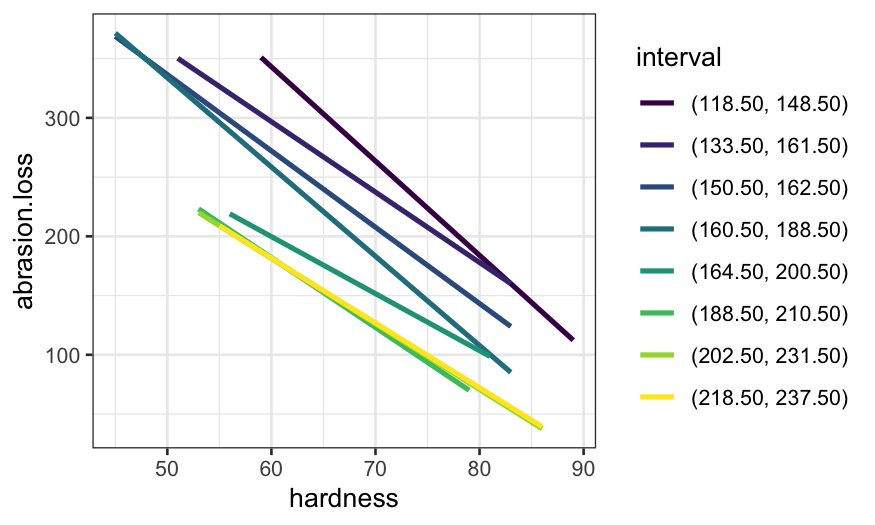 300
200
100
abrasion.loss
50 60 70 80 90
hardness
interval
(118.50, 148.50)
(133.50, 161.50)
(150.50, 162.50)
(160.50, 188.50)
(164.50, 200.50)
(188.50, 210.50)
(202.50, 231.50)
(218.50, 237.50)